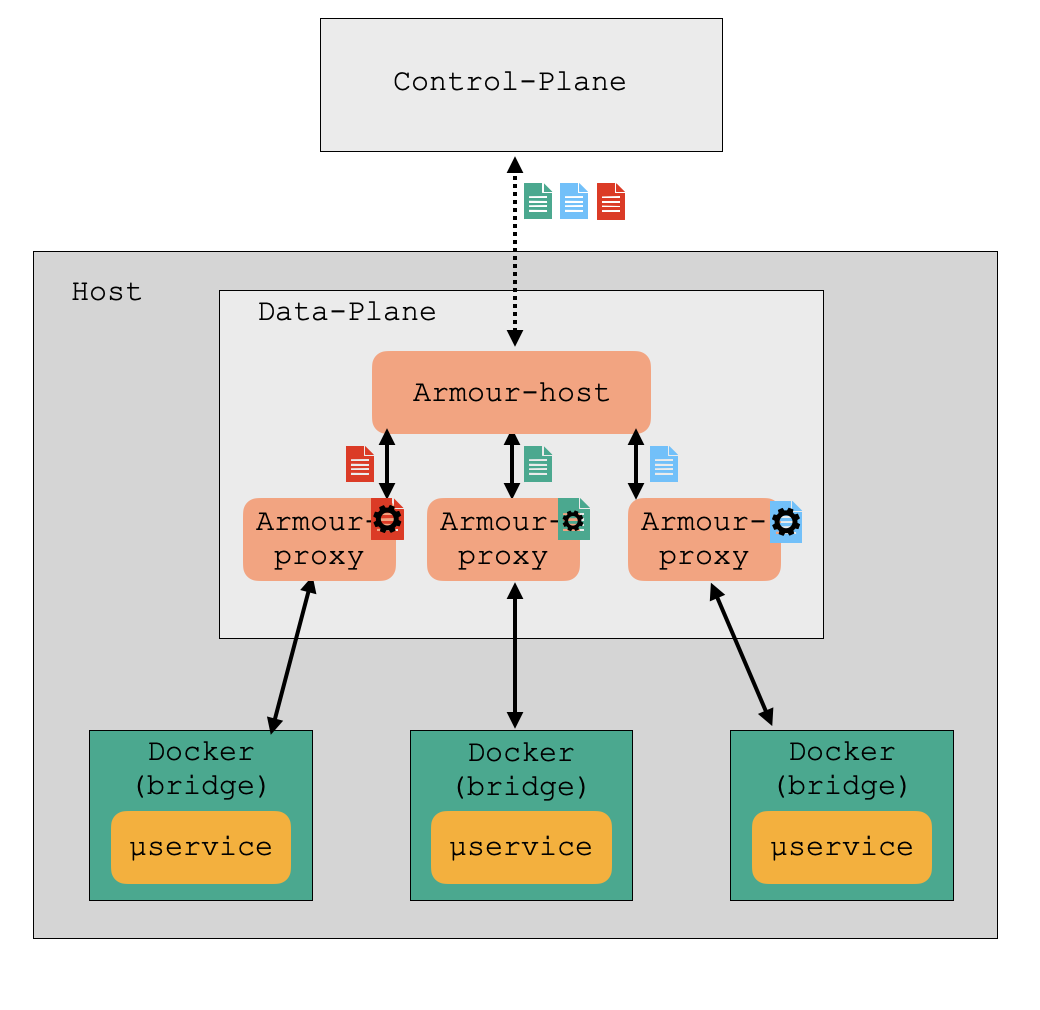 Control-Plane
Host
Data-Plane
Armour-host
Armour-
proxy
Armour-
proxy
Armour-
proxy
Docker
(bridge)
µservice
Docker
(bridge)
µservice
Docker
(bridge)
µservice